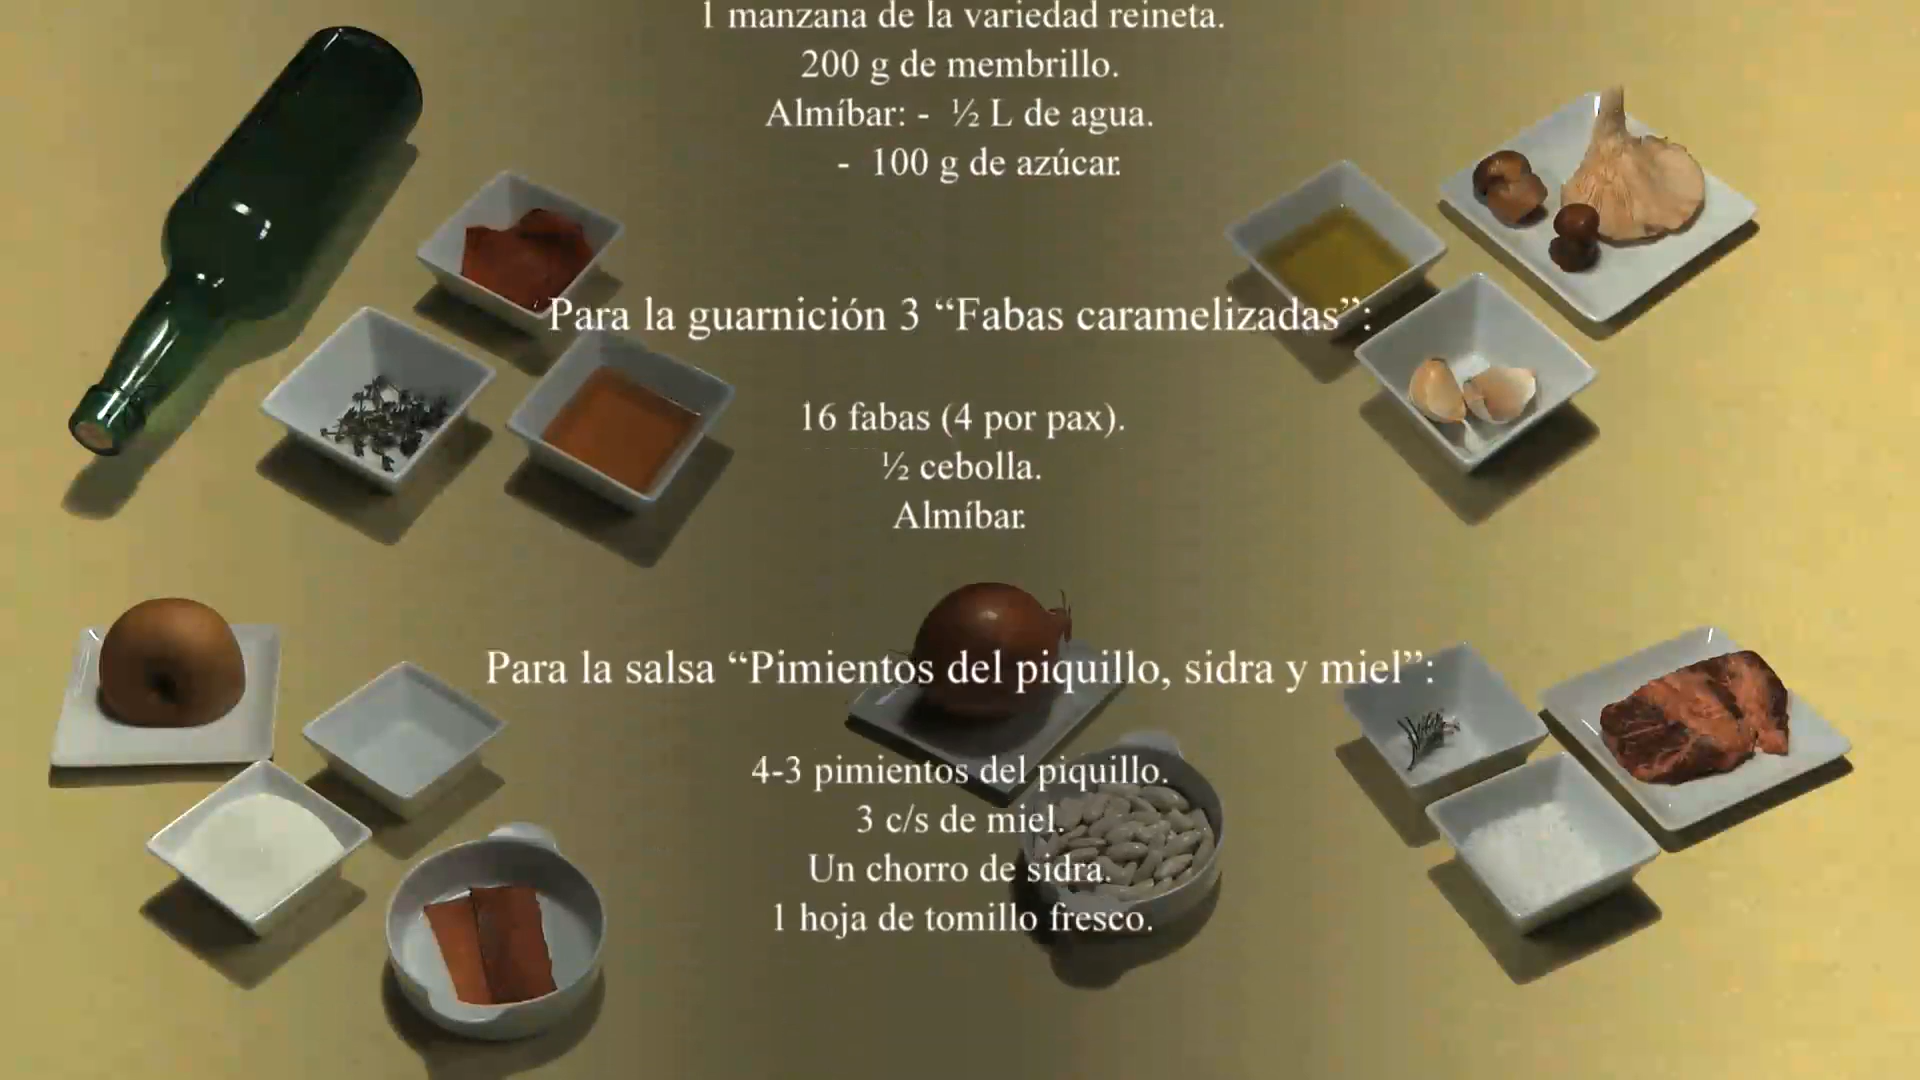 1 manzana de la variedad reineta.
200 g de membrillo.
Almíbar: - ½ L de agua.
- 100 g de azúcar.
Para la guarnición 3 “Fabas caramelizadas”:
16 fabas (4 por pax).
½ cebolla.
Almíbar.
Para la salsa “Pimientos del piquillo, sidra y miel”:
4-3 pimientos del piquillo.
3 c/s de miel.
Un chorro de sidra.
1 hoja de tomillo fresco.